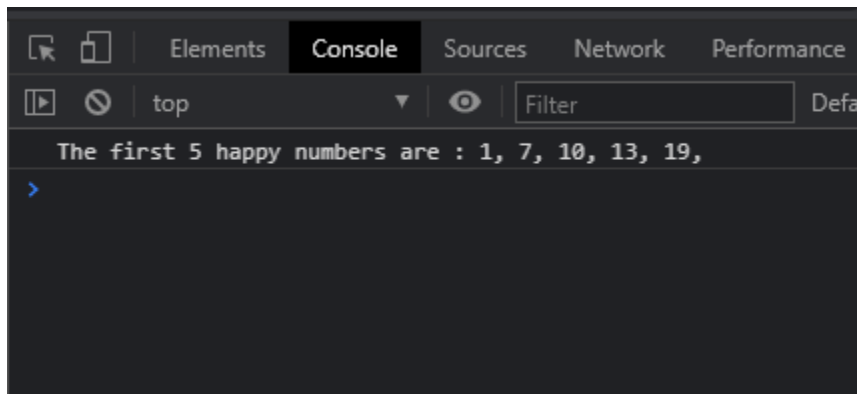 Elements Console Sources Network Performance
top Filter Defa
The first 5 happy numbers are : 1, 7, 10, 13, 19,